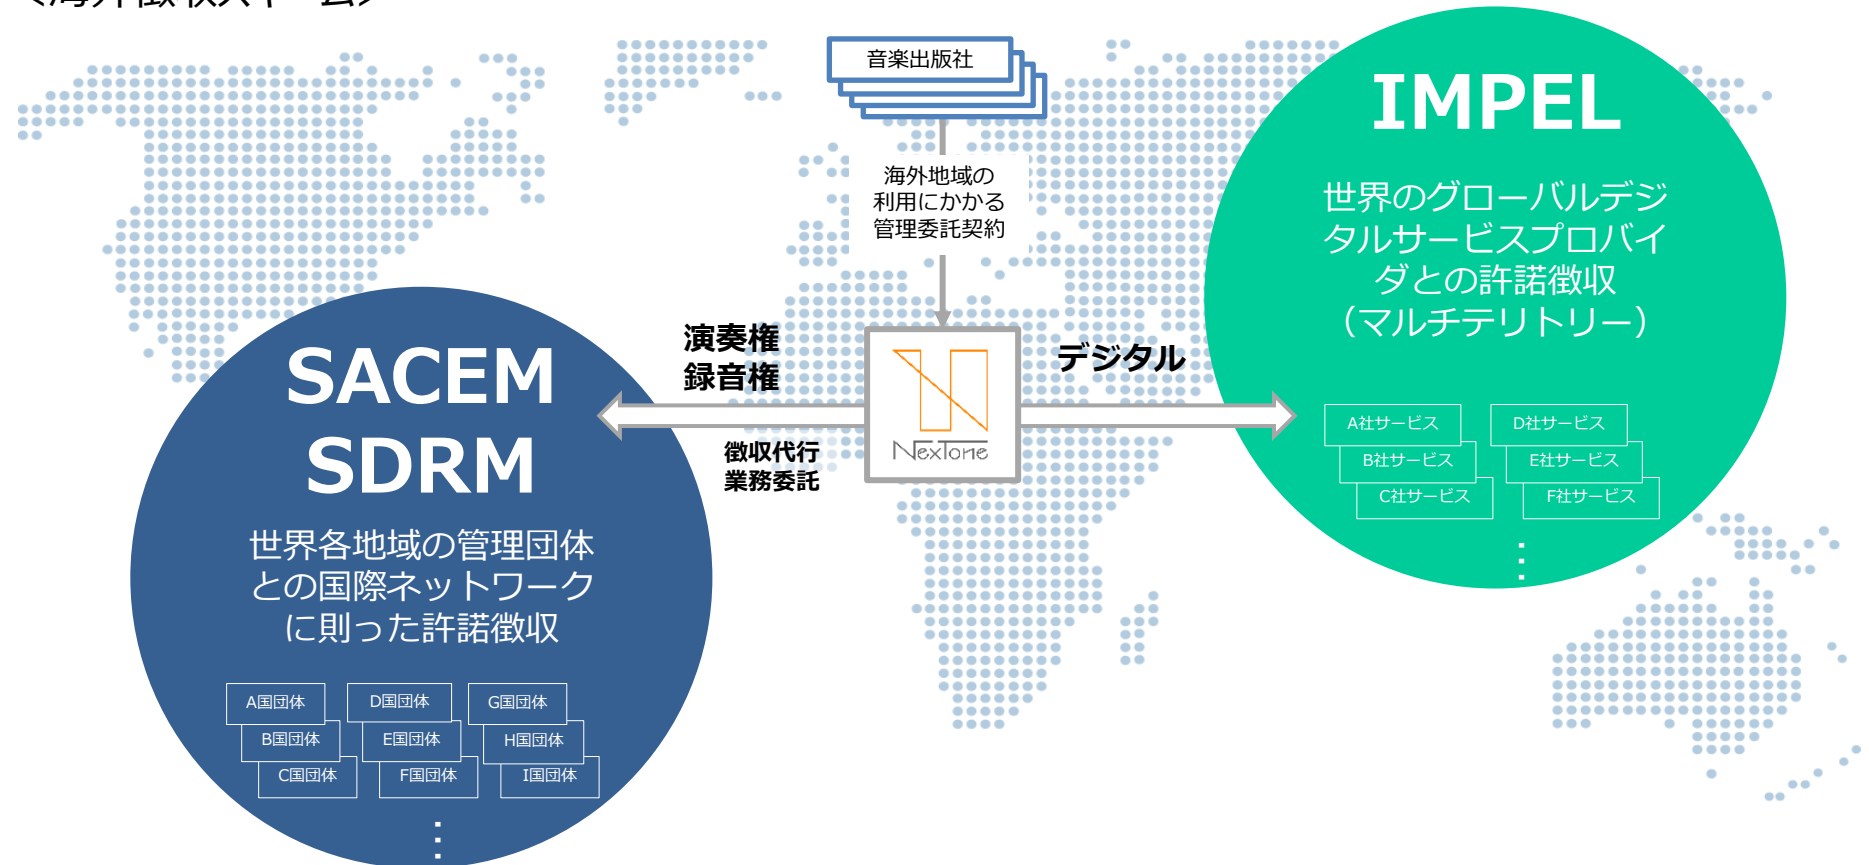 ＜海外徴収スキーム＞
音楽出版社
海外地域の
利用にかかる
管理委託契約
IMPEL
世界のグローバルデジ
タルサービスプロバイ
ダとの許諾徴収
（マルチテリトリー）
A社サービス
B社サービス
C社サービス
D社サービス
E社サービス
F社サービス
⋮
演奏権
録音権
デジタル
NexTone
徴収代行
業務委託
SACEM
SDRM
世界各地域の管理団体
との国際ネットワーク
に則った許諾徴収
A国団体
B国団体
C国団体
D国団体
E国団体
F国団体
G国団体
H国団体
I国団体
⋮